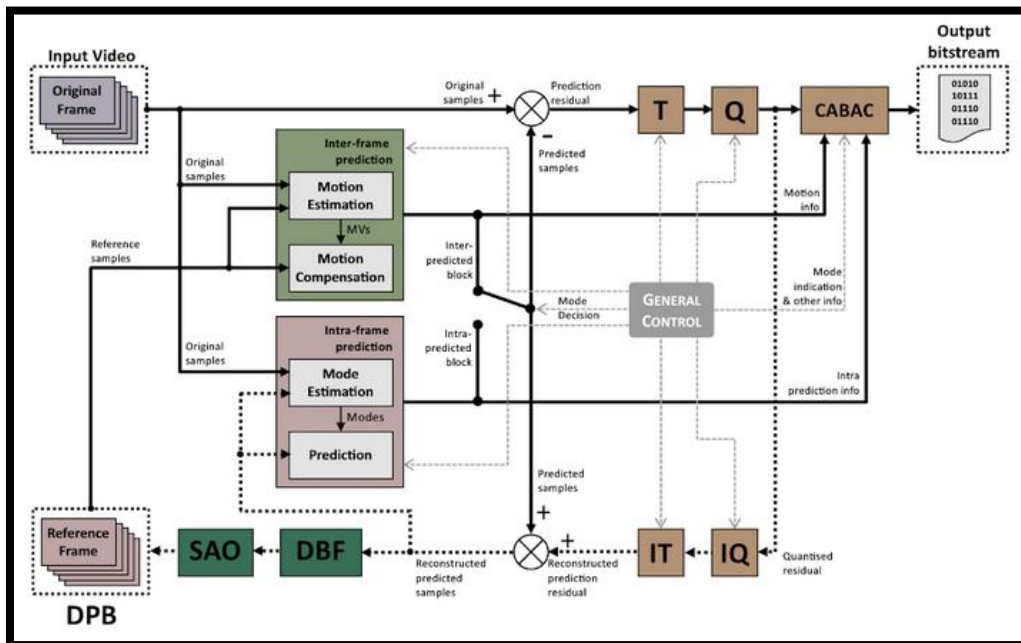 Input Video
Original
Frame
Output
bitstream
01010
10111
01110
01110
Original
samples
+
Prediction
residual
T
Q
CABAC
−
Predicted
samples
Inter-frame
prediction
Original
samples
Motion
Estimation
MVs
Motion
Compensation
Motion
info
Reference
samples
Inter-
predicted
block
Mode
Decision
GENERAL
CONTROL
Mode
indication
& other info
Intra-frame
prediction
Original
samples
Intra-
predicted
block
Mode
Estimation
Modes
Prediction
Intra
prediction info
Predicted
samples
+
+
Reference
Frame
SAO
DBF
Reconstructed
predicted
samples
Reconstructed
prediction
residual
IT
IQ
Quantised
residual
DPB